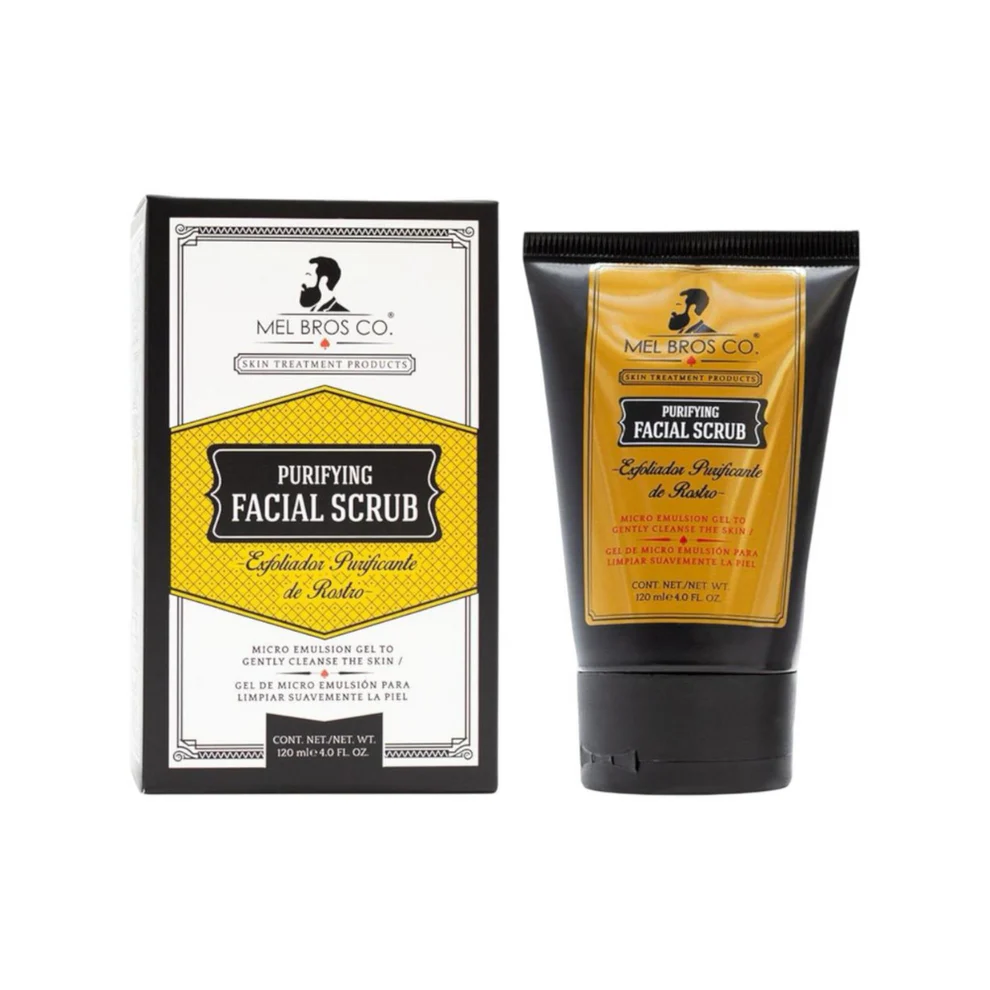 MEL BROS CO.®
SKIN TREATMENT PRODUCTS
PURIFYING
FACIAL SCRUB
-Exfoliador Purificante
de Rostro-
MICRO EMULSION GEL TO
GENTLY CLEANSE THE SKIN /
GEL DE MICRO EMULSIÓN PARA
LIMPIAR SUAVEMENTE LA PIEL
CONT. NET./NET. WT.
120 ml e 4.0 FL. OZ.
MEL BROS CO.®
SKIN TREATMENT PRODUCTS
PURIFYING
FACIAL SCRUB
-Exfoliador Purificante
de Rostro-
MICRO EMULSION GEL TO
GENTLY CLEANSE THE SKIN /
GEL DE MICRO EMULSIÓN PARA
LIMPIAR SUAVEMENTE LA PIEL
CONT. NET./NET. WT.
120 ml e 4.0 FL. OZ.